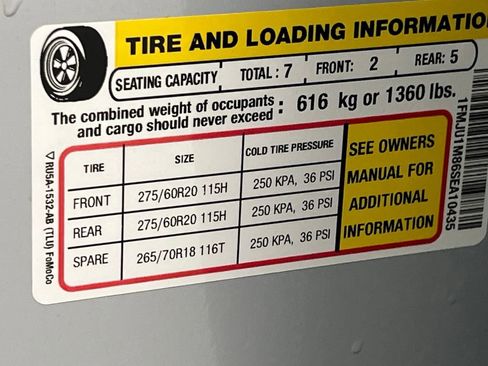 TIRE AND LOADING INFORMATION
SEATING CAPACITY TOTAL: 7 FRONT: 2 REAR: 5
The combined weight of occupants and cargo should never exceed : 616 kg or 1360 lbs.
TIRE SIZE COLD TIRE PRESSURE
FRONT 275/60R20 115H 250 KPA, 36 PSI
REAR 275/60R20 115H 250 KPA, 36 PSI
SPARE 265/70R18 116T 250 KPA, 36 PSI
SEE OWNERS
MANUAL FOR
ADDITIONAL
INFORMATION
▽ RU5A-1532-AB (TLU) FoMoCo
1FMJU1M86SEA10435